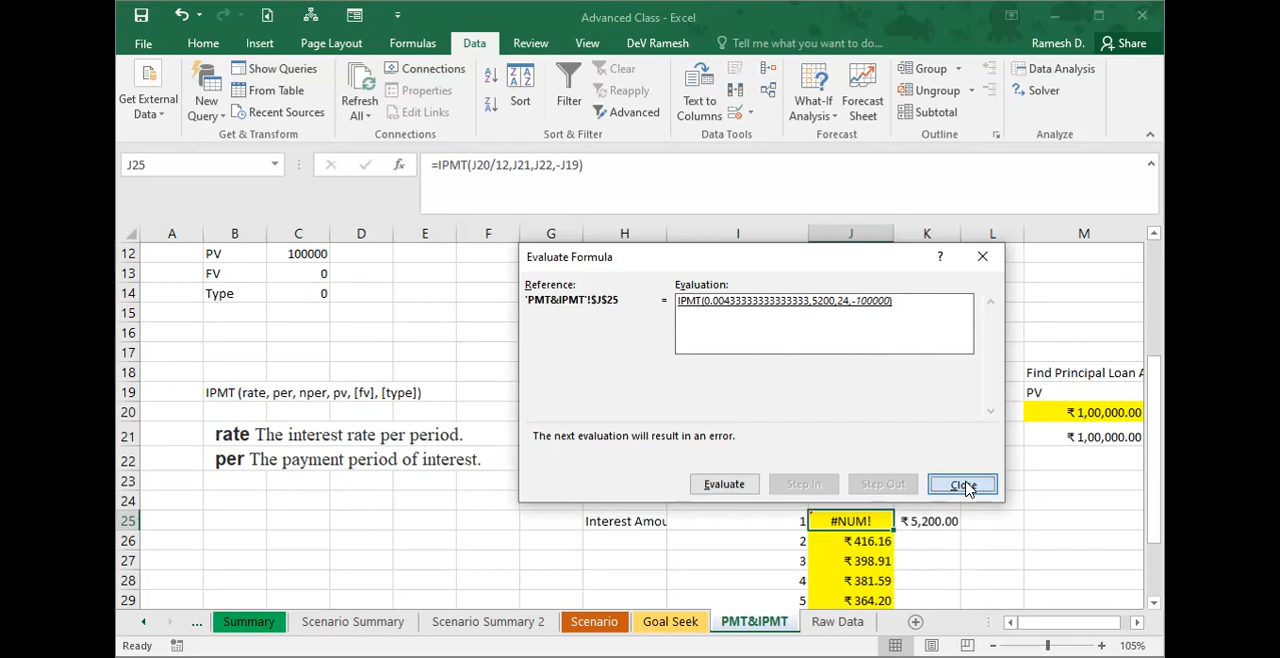 Advanced Class - Excel
File Home Insert Page Layout Formulas Data Review View DeV Ramesh Tell me what you want to do... Ramesh D. Share
Get External Data
New Query
Show Queries
From Table
Recent Sources
Get & Transform
Refresh All
Connections
Properties
Edit Links
Connections
Sort
Filter
Clear
Reapply
Advanced
Sort & Filter
Text to Columns
Data Tools
What-If Analysis
Forecast Sheet
Forecast
Group
Ungroup
Subtotal
Outline
Data Analysis
Solver
Analyze
J25 fx =IPMT(J20/12,J21,J22,-J19)
A B C D E F G H I J K L M
12 PV 100000
13 FV 0
14 Type 0
15
16
17
18 Find Principal Loan A
19 IPMT (rate, per, nper, pv, [fv], [type]) PV
20 ₹ 1,00,000.00
21 rate The interest rate per period. ₹ 1,00,000.00
22 per The payment period of interest.
23
24
25 Interest Amou 1 #NUM! ₹ 5,200.00
26 2 ₹ 416.16
27 3 ₹ 398.91
28 4 ₹ 381.59
29 5 ₹ 364.20
Evaluate Formula ?
Reference: Evaluation:
'PMT&IPMT'!$J$25 = IPMT(0.00433333333333333,5200,24,-100000)
The next evaluation will result in an error.
Evaluate Step In Step Out Close
... Summary Scenario Summary Scenario Summary 2 Scenario Goal Seek PMT&IPMT Raw Data
Ready 105%